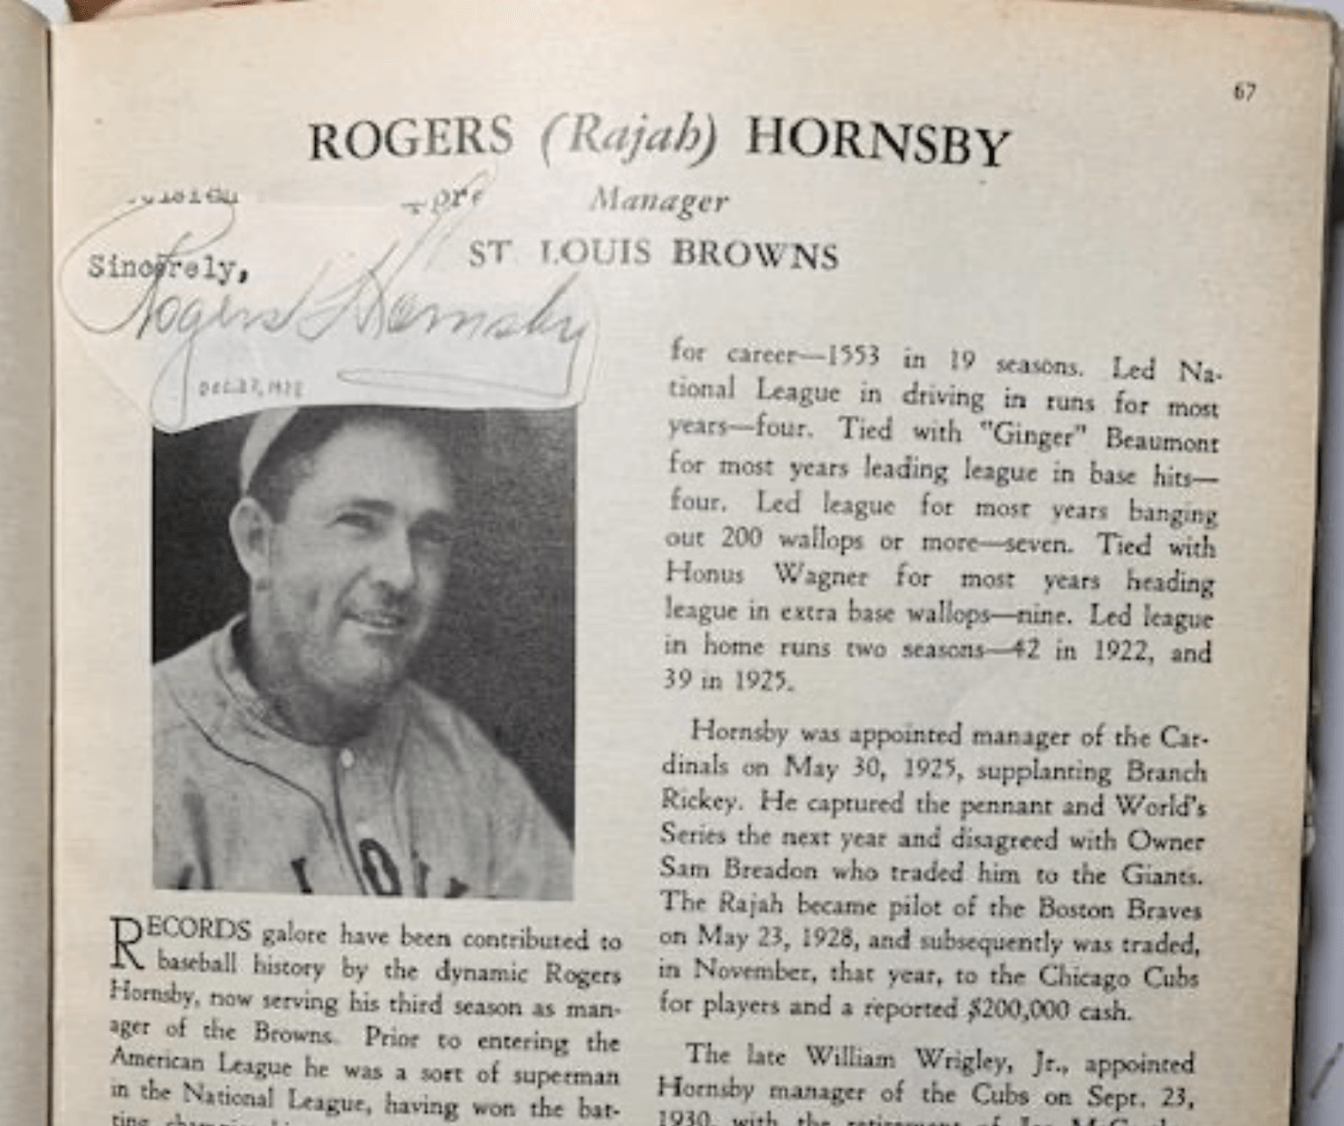 67
ROGERS (Rajah) HORNSBY
Manager
ST. LOUIS BROWNS
Sincerely,
Rogers Hornsby
for career—1553 in 19 seasons. Led Na-
tional League in driving in runs for most
years—four. Tied with "Ginger" Beaumont
for most years leading league in base hits—
four. Led league for most years banging
out 200 wallops or more—seven. Tied with
Honus Wagner for most years heading
league in extra base wallops—nine. Led league
in home runs two seasons—42 in 1922, and
39 in 1925.
Hornsby was appointed manager of the Car-
dinals on May 30, 1925, supplanting Branch
Rickey. He captured the pennant and World's
Series the next year and disagreed with Owner
Sam Breadon who traded him to the Giants.
The Rajah became pilot of the Boston Braves
on May 23, 1928, and subsequently was traded,
in November, that year, to the Chicago Cubs
for players and a reported $200,000 cash.
The late William Wrigley, Jr., appointed
Hornsby manager of the Cubs on Sept. 23,
1930, with the retirement of Joe
RECORDS galore have been contributed to
baseball history by the dynamic Rogers
Hornsby, now serving his third season as man-
ager of the Browns. Prior to entering the
American League he was a sort of superman
in the National League, having won the bat-
ting